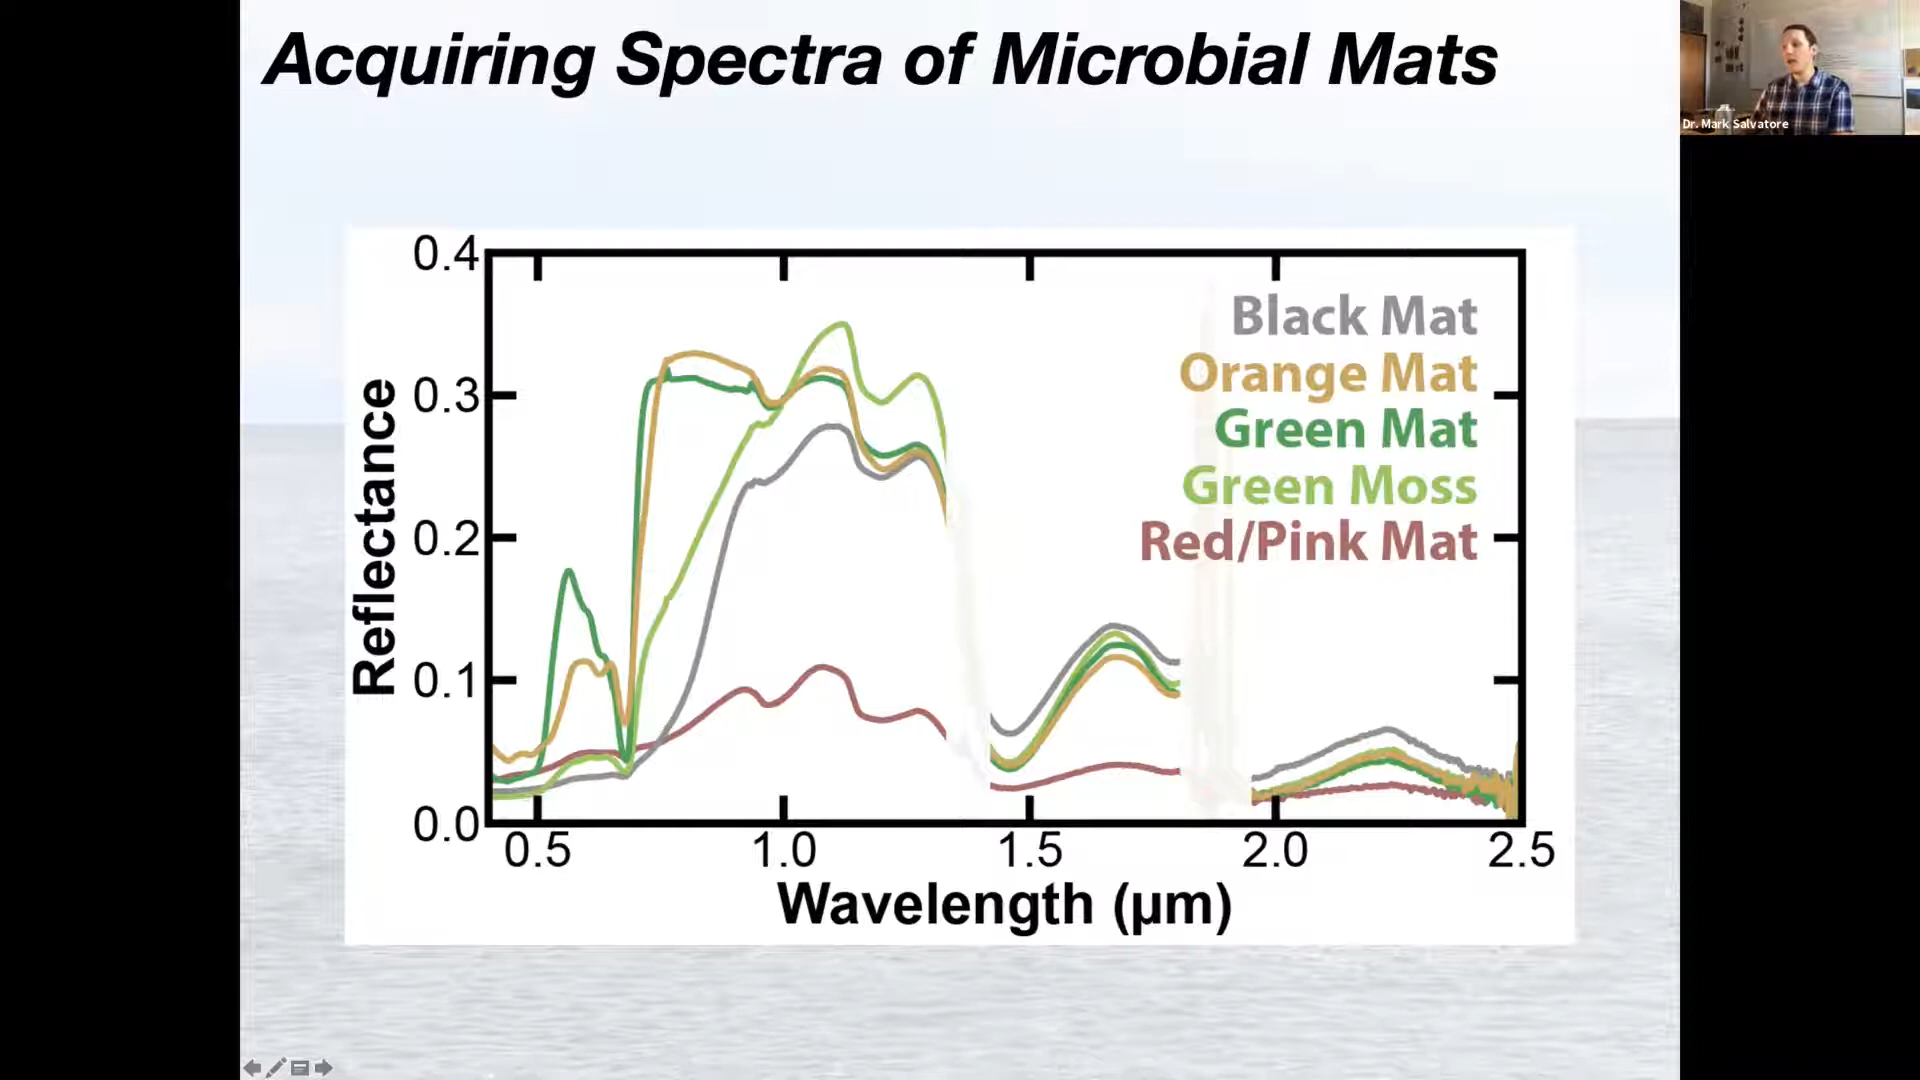 Acquiring Spectra of Microbial Mats
Dr. Mark Salvatore
0.4
0.3
0.2
0.1
0.0
Reflectance
Black Mat
Orange Mat
Green Mat
Green Moss
Red/Pink Mat
0.5 1.0 1.5 2.0 2.5
Wavelength (µm)